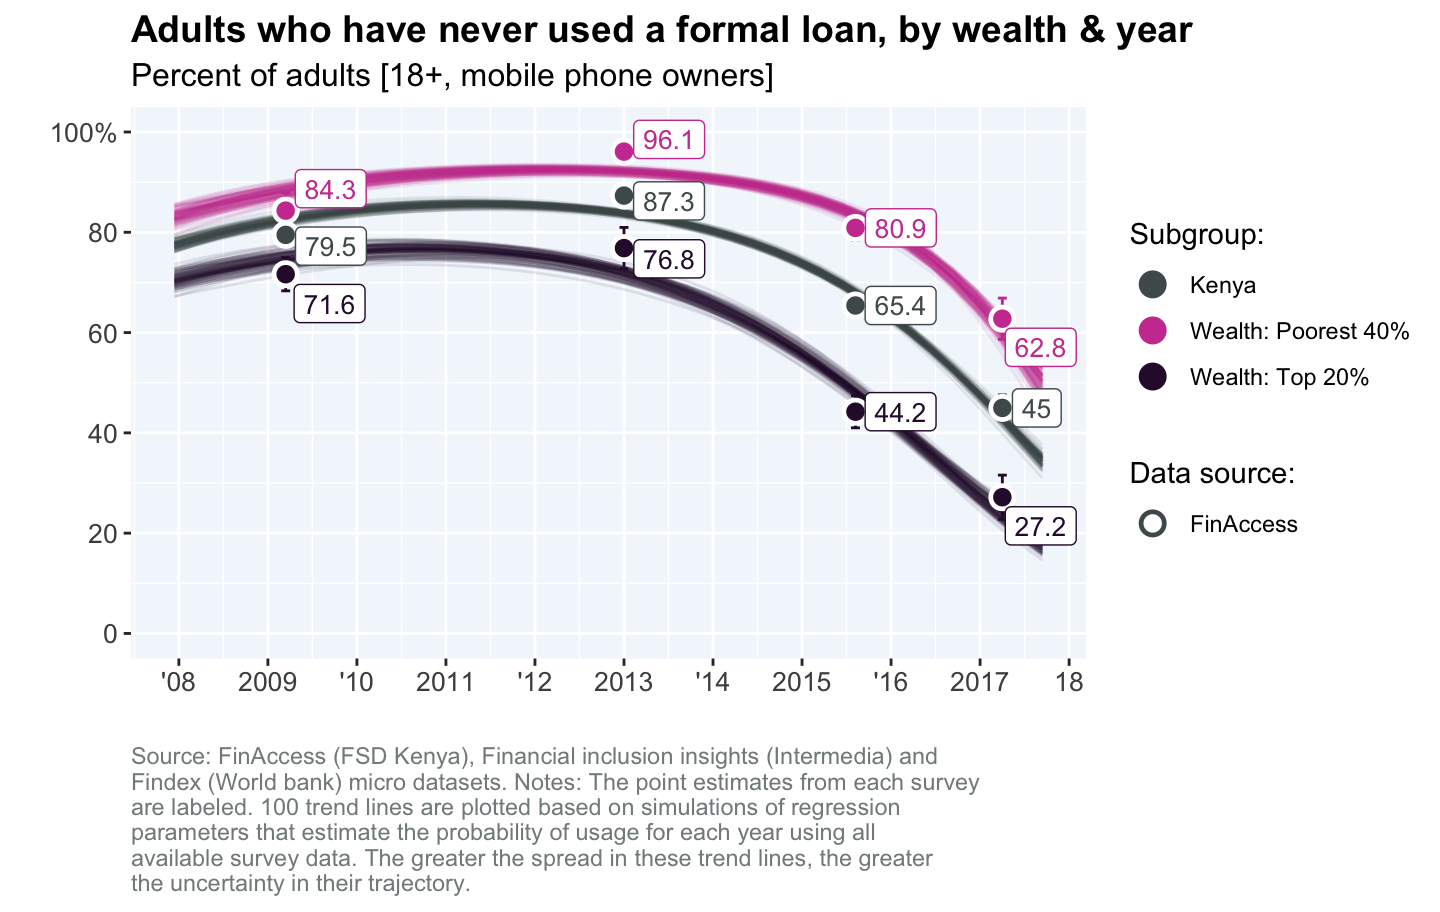 Adults who have never used a formal loan, by wealth & year
Percent of adults [18+, mobile phone owners]
100%
80
60
40
20
0
84.3
79.5
71.6
96.1
87.3
76.8
80.9
65.4
44.2
62.8
45
27.2
'08
2009
'10
2011
'12
2013
'14
2015
'16
2017
18
Subgroup:
Kenya
Wealth: Poorest 40%
Wealth: Top 20%
Data source:
FinAccess
Source: FinAccess (FSD Kenya), Financial inclusion insights (Intermedia) and
Findex (World bank) micro datasets. Notes: The point estimates from each survey
are labeled. 100 trend lines are plotted based on simulations of regression
parameters that estimate the probability of usage for each year using all
available survey data. The greater the spread in these trend lines, the greater
the uncertainty in their trajectory.